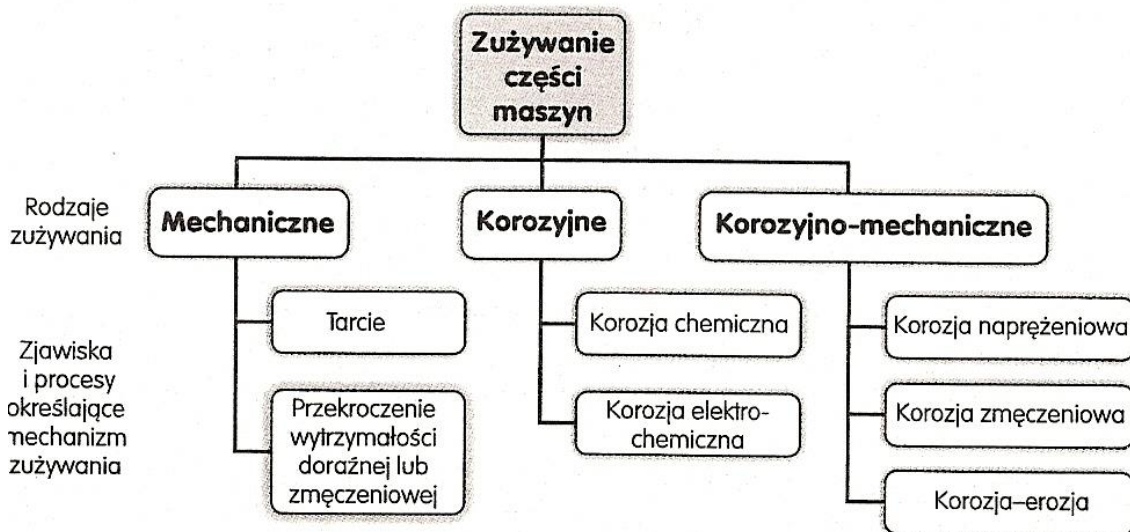 Zużywanie
części
maszyn
Rodzaje
zużywania
Mechaniczne
Korozyjne
Korozyjno-mechaniczne
Zjawiska
i procesy
określające
mechanizm
zużywania
Tarcie
Przekroczenie
wytrzymałości
doraźnej lub
zmęczeniowej
Korozja chemiczna
Korozja elektro-
chemiczna
Korozja naprężeniowa
Korozja zmęczeniowa
Korozja–erozja